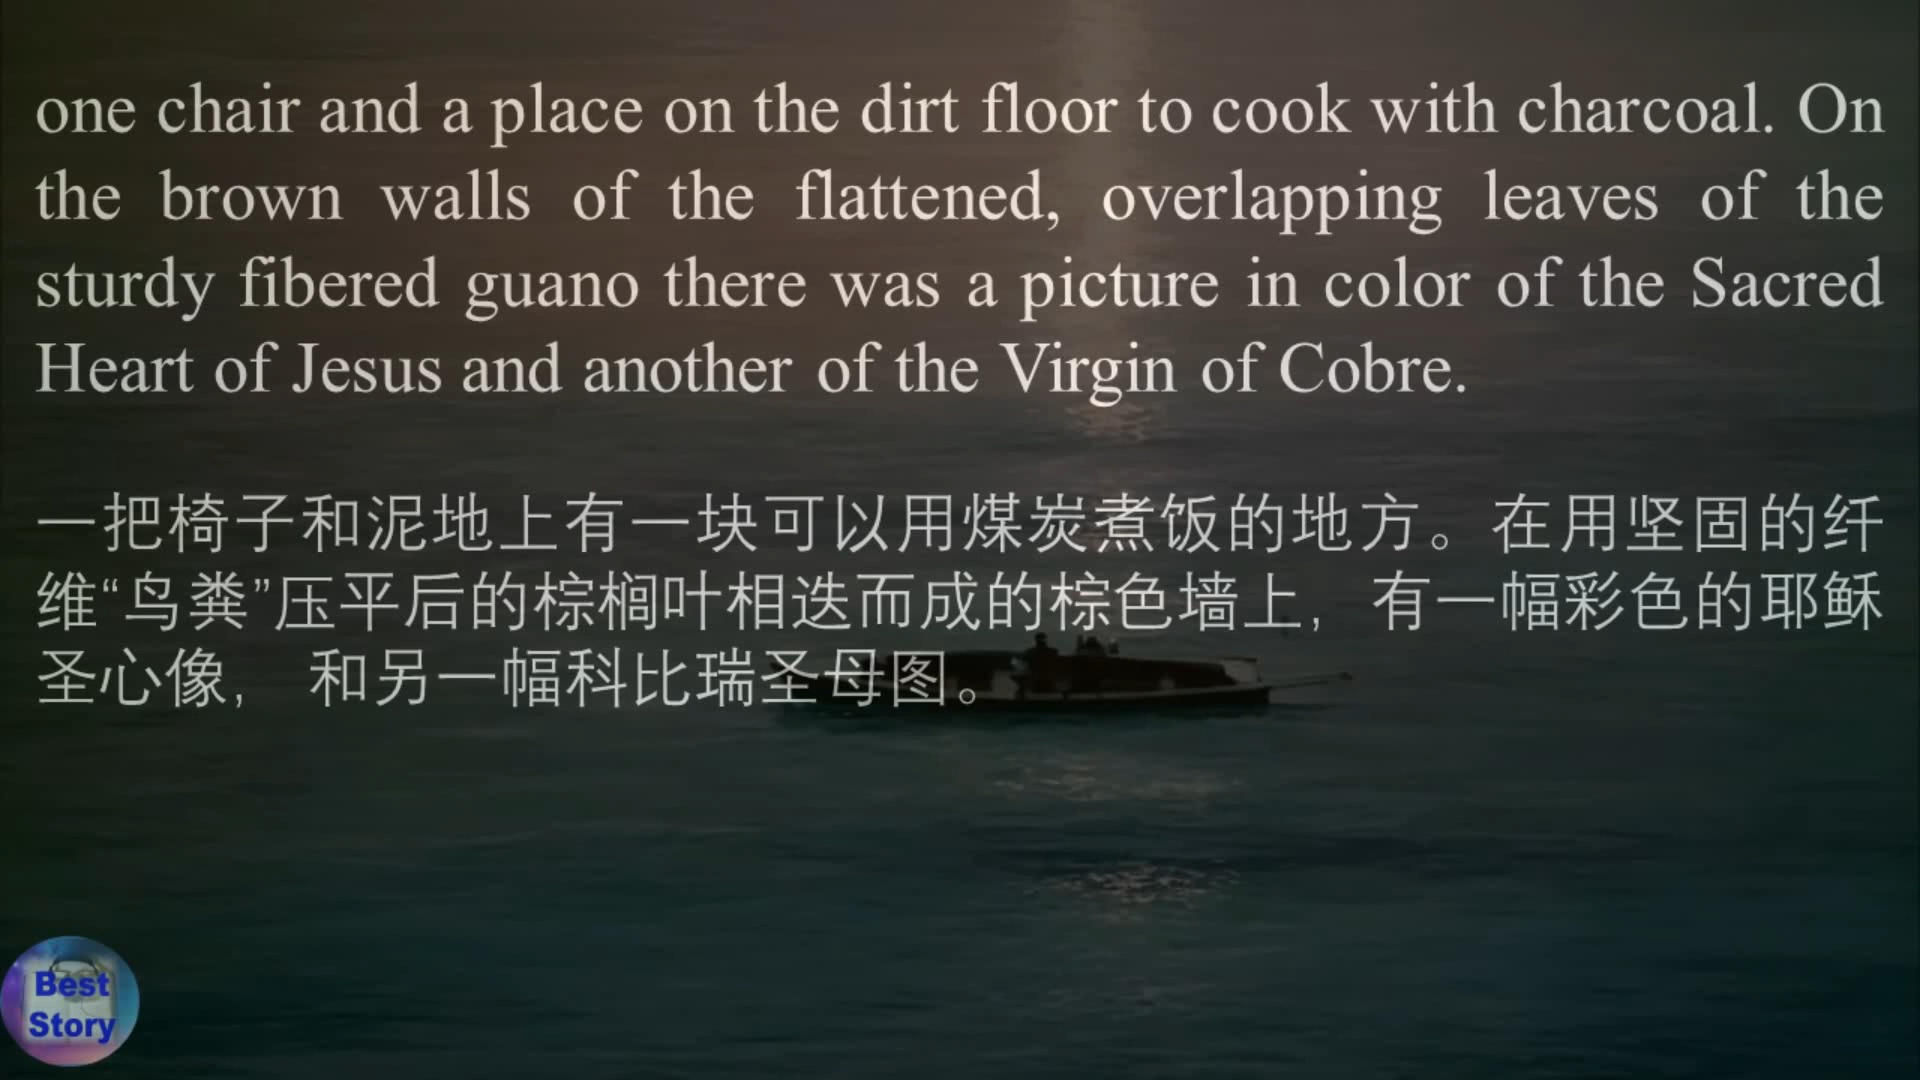 one chair and a place on the dirt floor to cook with charcoal. On
the brown walls of the flattened, overlapping leaves of the
sturdy fibered guano there was a picture in color of the Sacred
Heart of Jesus and another of the Virgin of Cobre.
一把椅子和泥地上有一块可以用煤炭煮饭的地方。在用坚固的纤
维“鸟粪”压平后的棕榈叶相迭而成的棕色墙上，有一幅彩色的耶稣
圣心像， 和另一幅科比瑞圣母图。
Best
Story